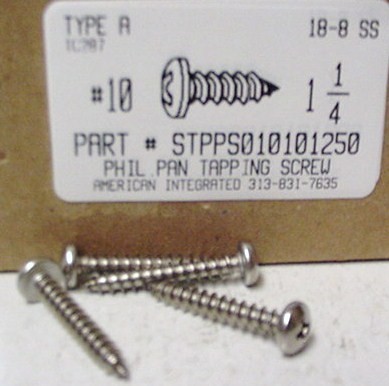 TYPE A 18-8 SS
IC287
#10 1 1/4
PART # STPPS010101250
PHIL.PAN TAPPING SCREW
AMERICAN INTEGRATED 313-831-7635